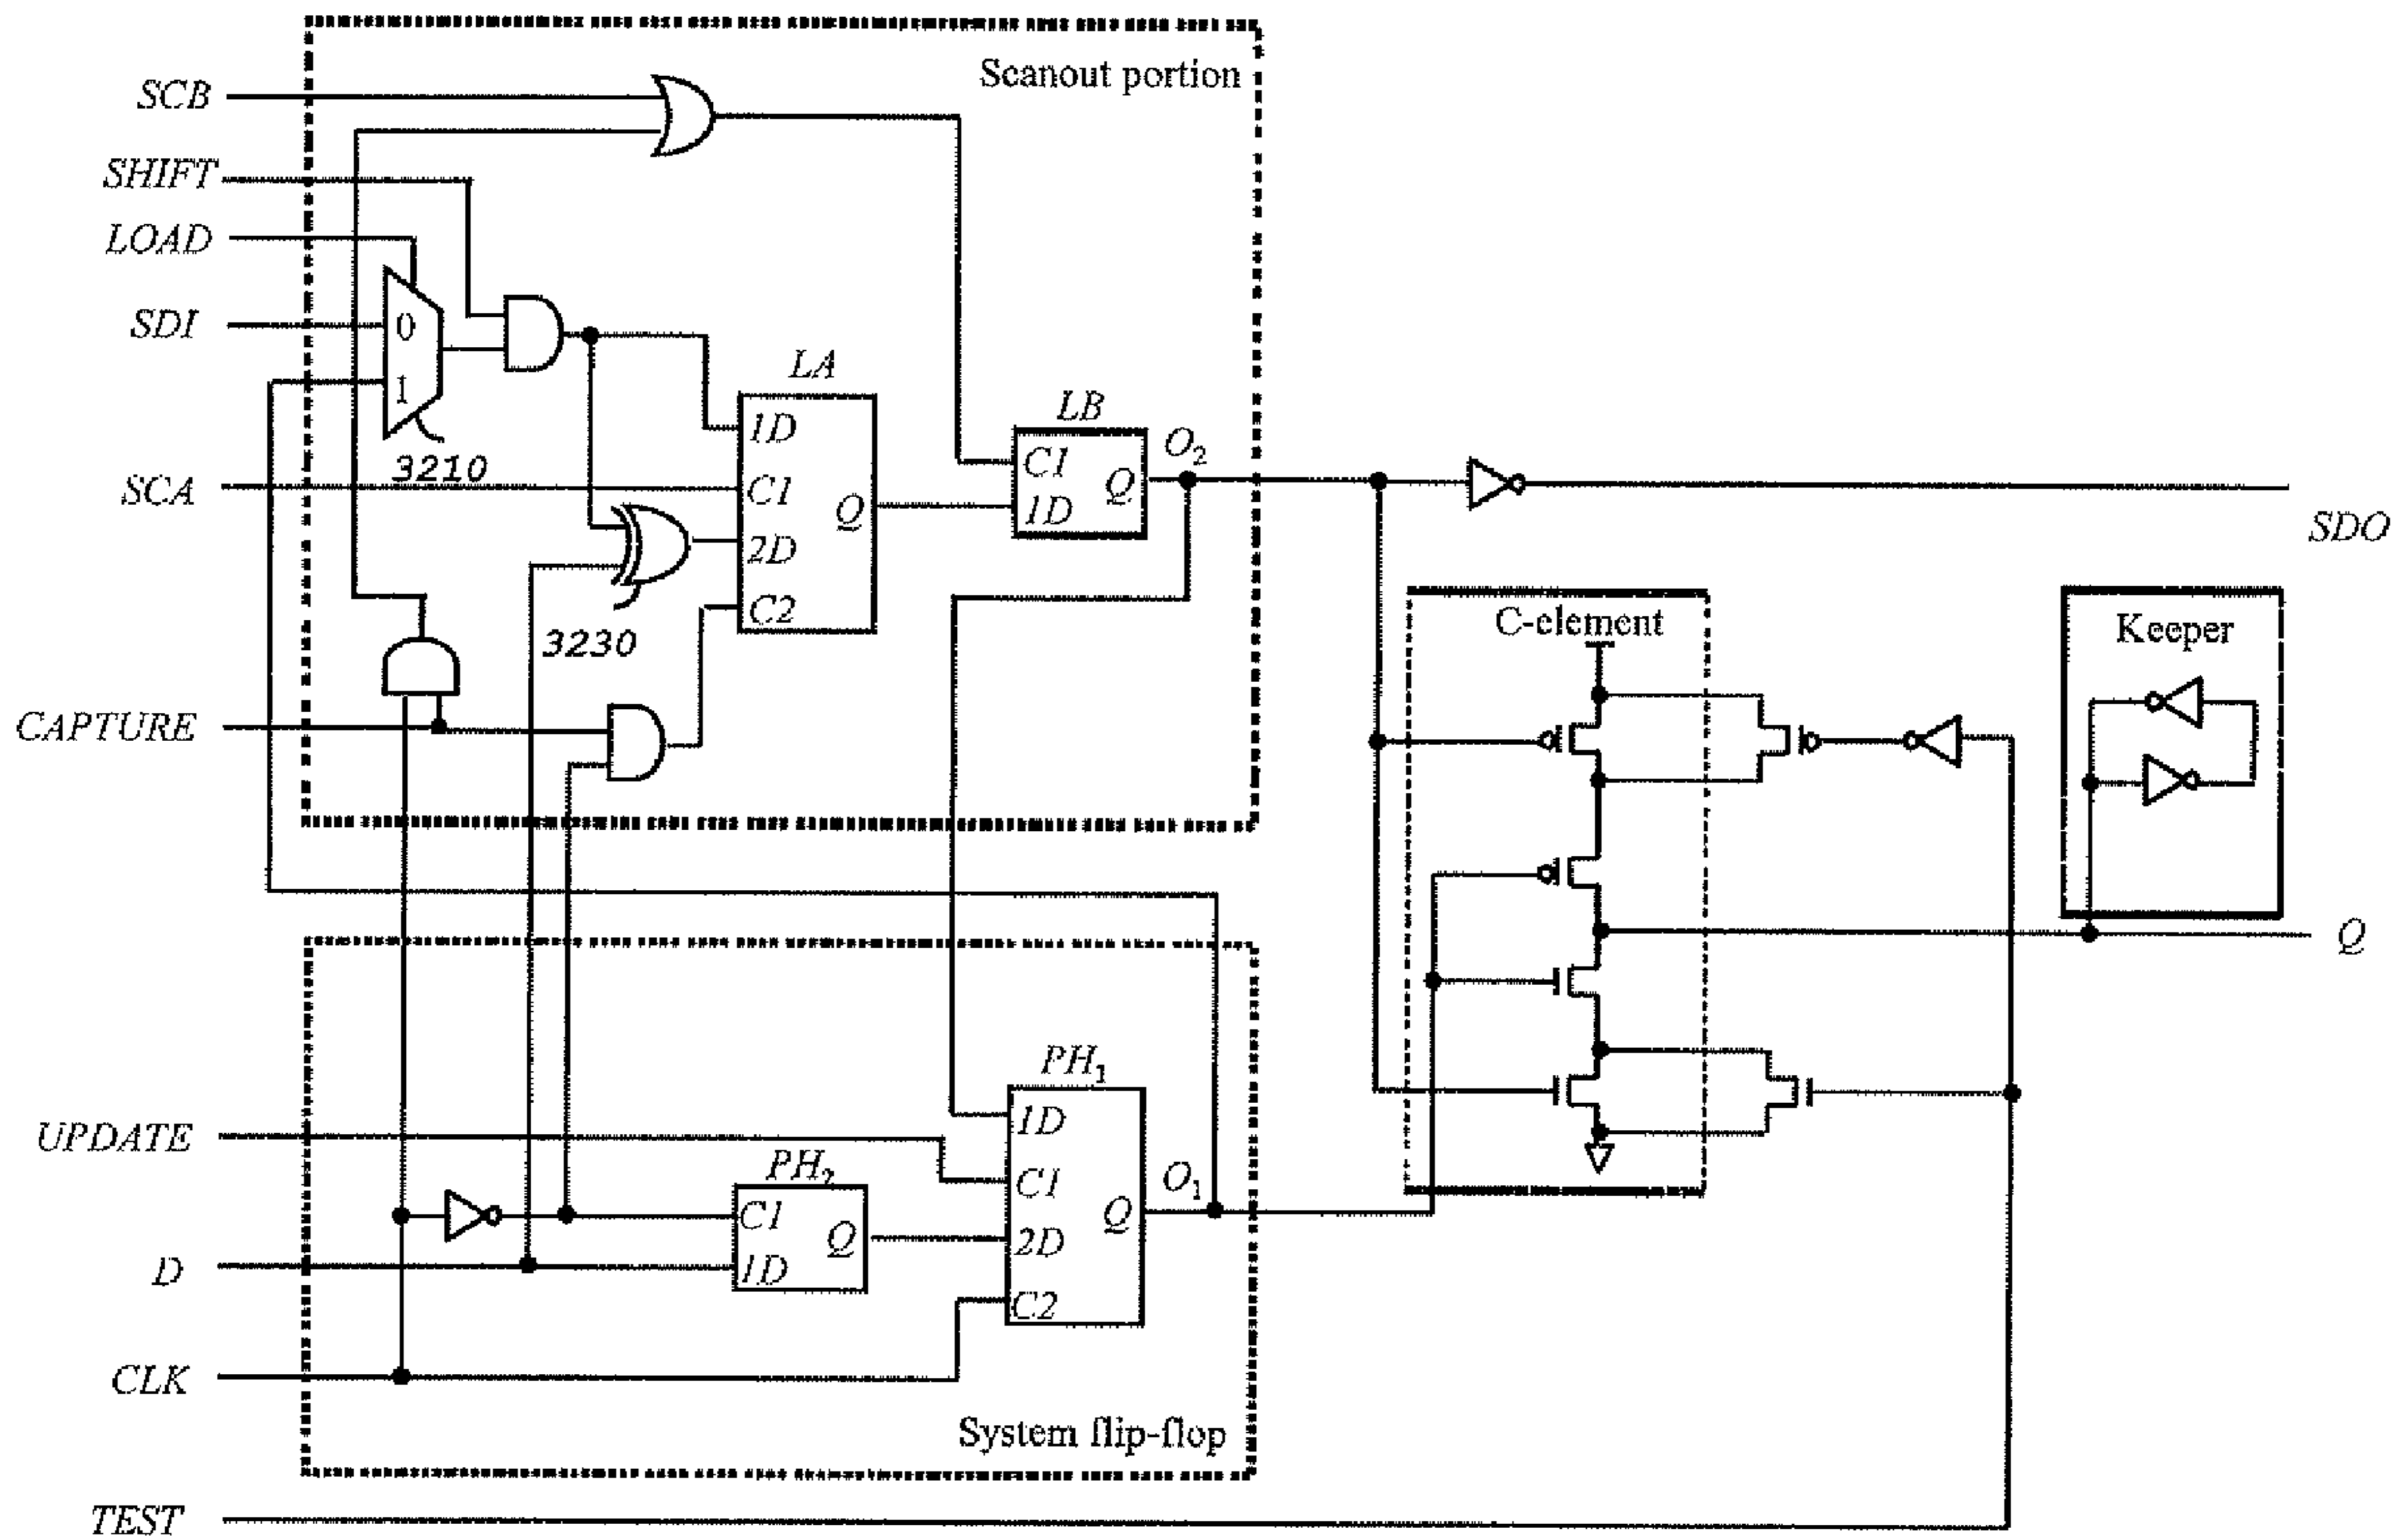 Scanout portion
SCB
SHIFT
LOAD
SDI
0
1
3210
SCA
LA
1D
C1
2D
C2
Q
LB
C1
1D
Q
O2
SDO
3230
CAPTURE
C-element
Keeper
Q
UPDATE
PH2
C1
1D
Q
PH1
1D
C1
2D
C2
Q
O1
D
CLK
System flip-flop
TEST